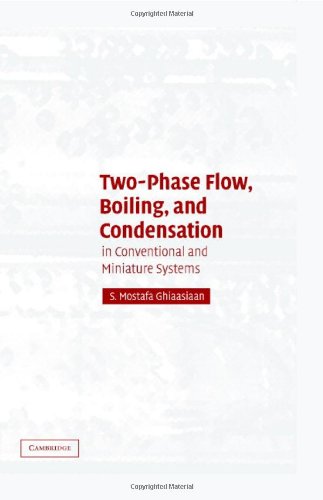 Copyrighted Material
Two-Phase Flow,
Boiling, and
Condensation
in Conventional and
Miniature Systems
S. Mostafa Ghiaasiaan
CAMBRIDGE
Copyrighted Material